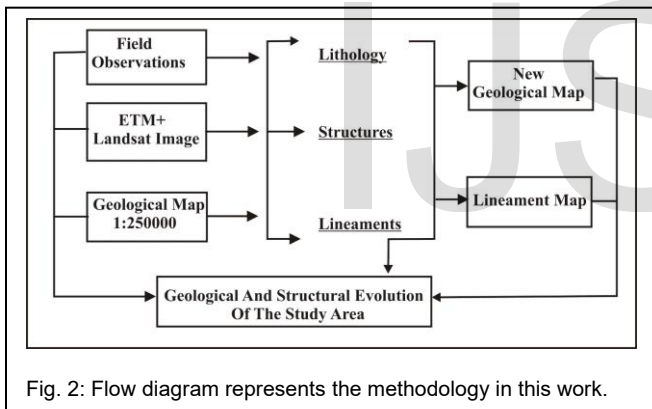 Field
Observations
ETM+
Landsat Image
Geological Map
1:250000
Lithology
Structures
Lineaments
New
Geological Map
Lineament Map
Geological And Structural Evolution
Of The Study Area
IJS
Fig. 2: Flow diagram represents the methodology in this work.